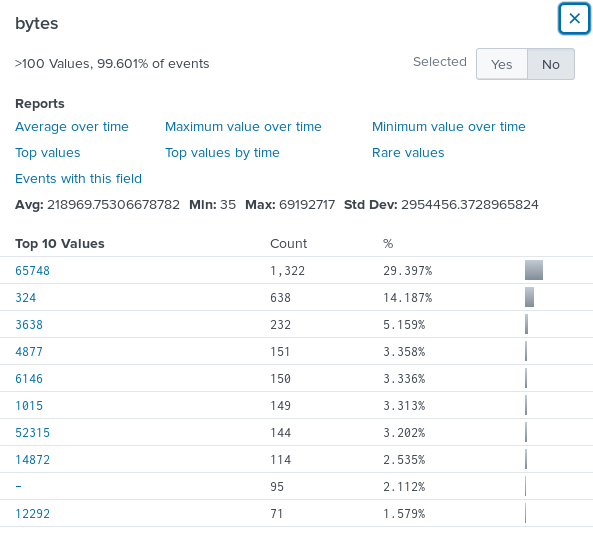 bytes
>100 Values, 99.601% of events
Selected Yes No
Reports
Average over time Maximum value over time Minimum value over time
Top values Top values by time Rare values
Events with this field
Avg: 218969.75306678782 Min: 35 Max: 69192717 Std Dev: 2954456.3728965824
Top 10 Values Count %
65748 1,322 29.397%
324 638 14.187%
3638 232 5.159%
4877 151 3.358%
6146 150 3.336%
1015 149 3.313%
52315 144 3.202%
14872 114 2.535%
- 95 2.112%
12292 71 1.579%